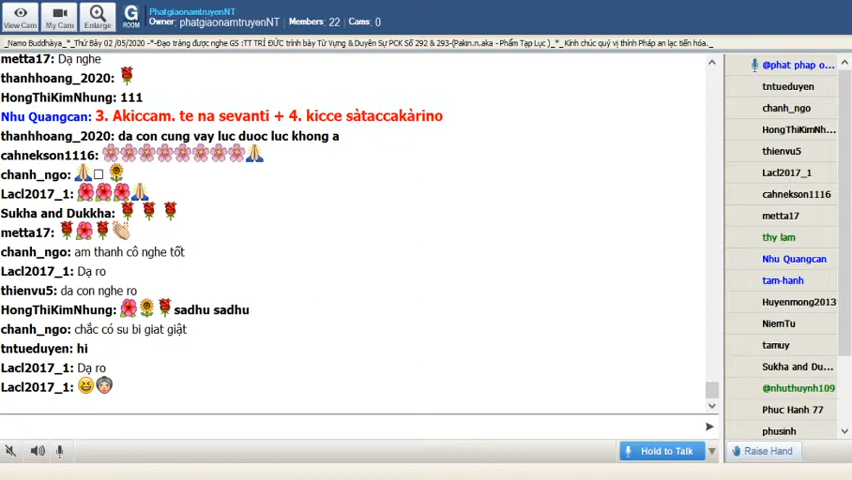 View Cam
My Cam
Enlarge
G
ROOM
PhatgiaonamtruyenNT
Owner: phatgiaonamtruyenNT Members: 22 Cams: 0
_Namo Buddhàya_*_Thứ Bảy 02 /05/2020 -*-Đạo tràng được nghe GS :TT TRÍ ĐỨC trình bày Từ Vựng & Duyên Sự PCK Số 292 & 293-(Pakin.n.aka - Phẩm Tạp Lục )_*_ Kính chúc quý vị thính Pháp an lạc tiến hóa._
metta17: Dạ nghe
thanhhoang_2020:
HongThiKimNhung: 111
Nhu Quangcan: 3. Akiccam. te na sevanti + 4. kicce sàtaccakàrino
thanhhoang_2020: da con cung vay luc duoc luc khong a
cahnekson1116:
chanh_ngo:
Lacl2017_1:
Sukha and Dukkha:
metta17:
chanh_ngo: am thanh cô nghe tốt
Lacl2017_1: Dạ ro
thienvu5: da con nghe ro
HongThiKimNhung: sadhu sadhu
chanh_ngo: chắc có su bi giat giật
tntueduyen: hi
Lacl2017_1: Dạ ro
Lacl2017_1:
Hold to Talk
@phat phap o...
tntueduyen
chanh_ngo
HongThiKimNh...
thienvu5
Lacl2017_1
cahnekson1116
metta17
thy lam
Nhu Quangcan
tam-hanh
Huyenmong2013
NiemTu
tamuy
Sukha and Du...
@nhuthuynh109
Phuc Hanh 77
phusinh
Raise Hand